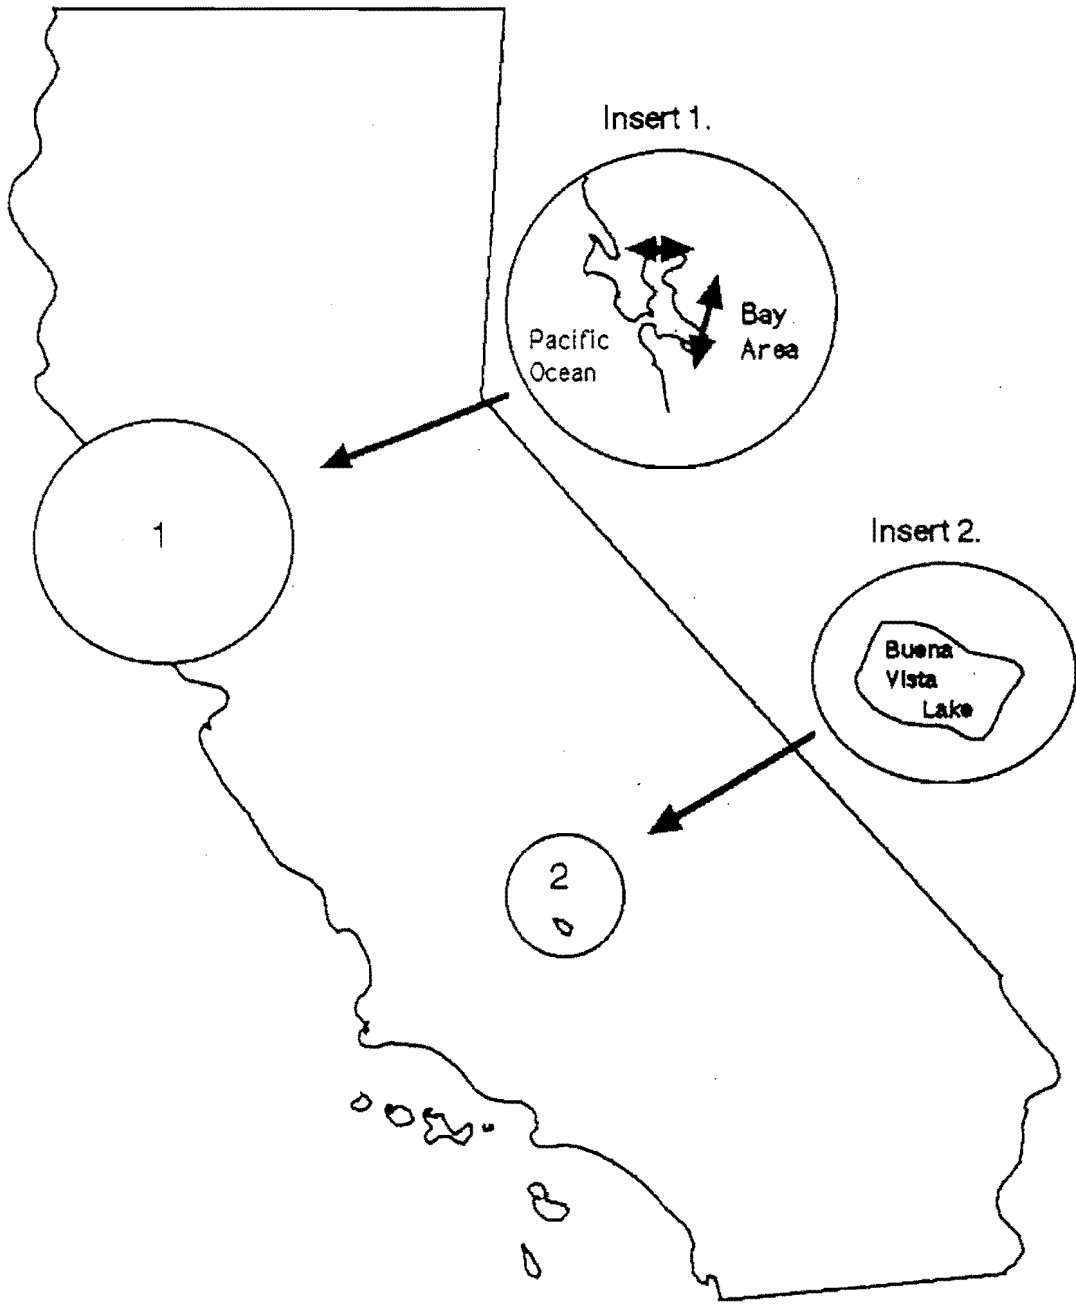 Insert 1.
Bay
Area
Pacific
Ocean
1
Insert 2.
Buena
Vista
Lake
2